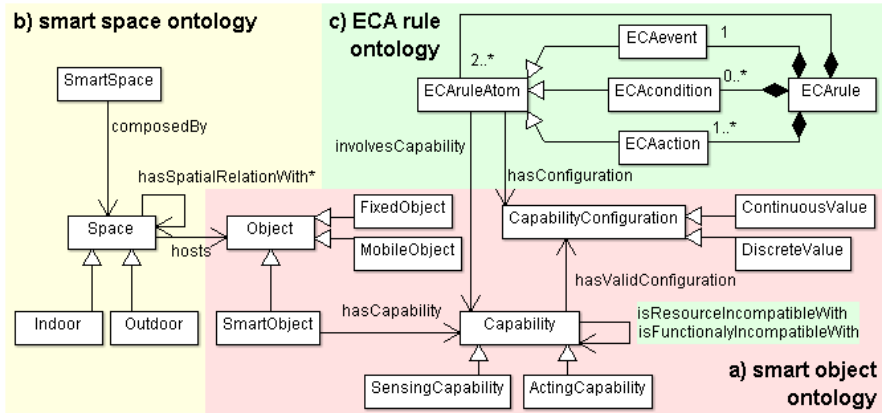 b) smart space ontology
c) ECA rule
ontology
SmartSpace
composedBy
hasSpatialRelationWith*
Space
hosts
Indoor
Outdoor
ECAevent
1
2..*
ECAruleAtom
ECAcondition
0..*
ECArule
ECAaction
1..*
involvesCapability
hasConfiguration
Object
FixedObject
MobileObject
SmartObject
CapabilityConfiguration
ContinuousValue
DiscreteValue
hasValidConfiguration
hasCapability
Capability
isResourceIncompatibleWith
isFunctionalyIncompatibleWith
SensingCapability
ActingCapability
a) smart object
ontology